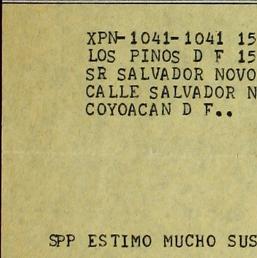 XPN-1041-1041 15
LOS PINOS D F 15
SR SALVADOR NOVO
CALLE SALVADOR N
COYOACAN D F..
SPP ESTIMO MUCHO SUS